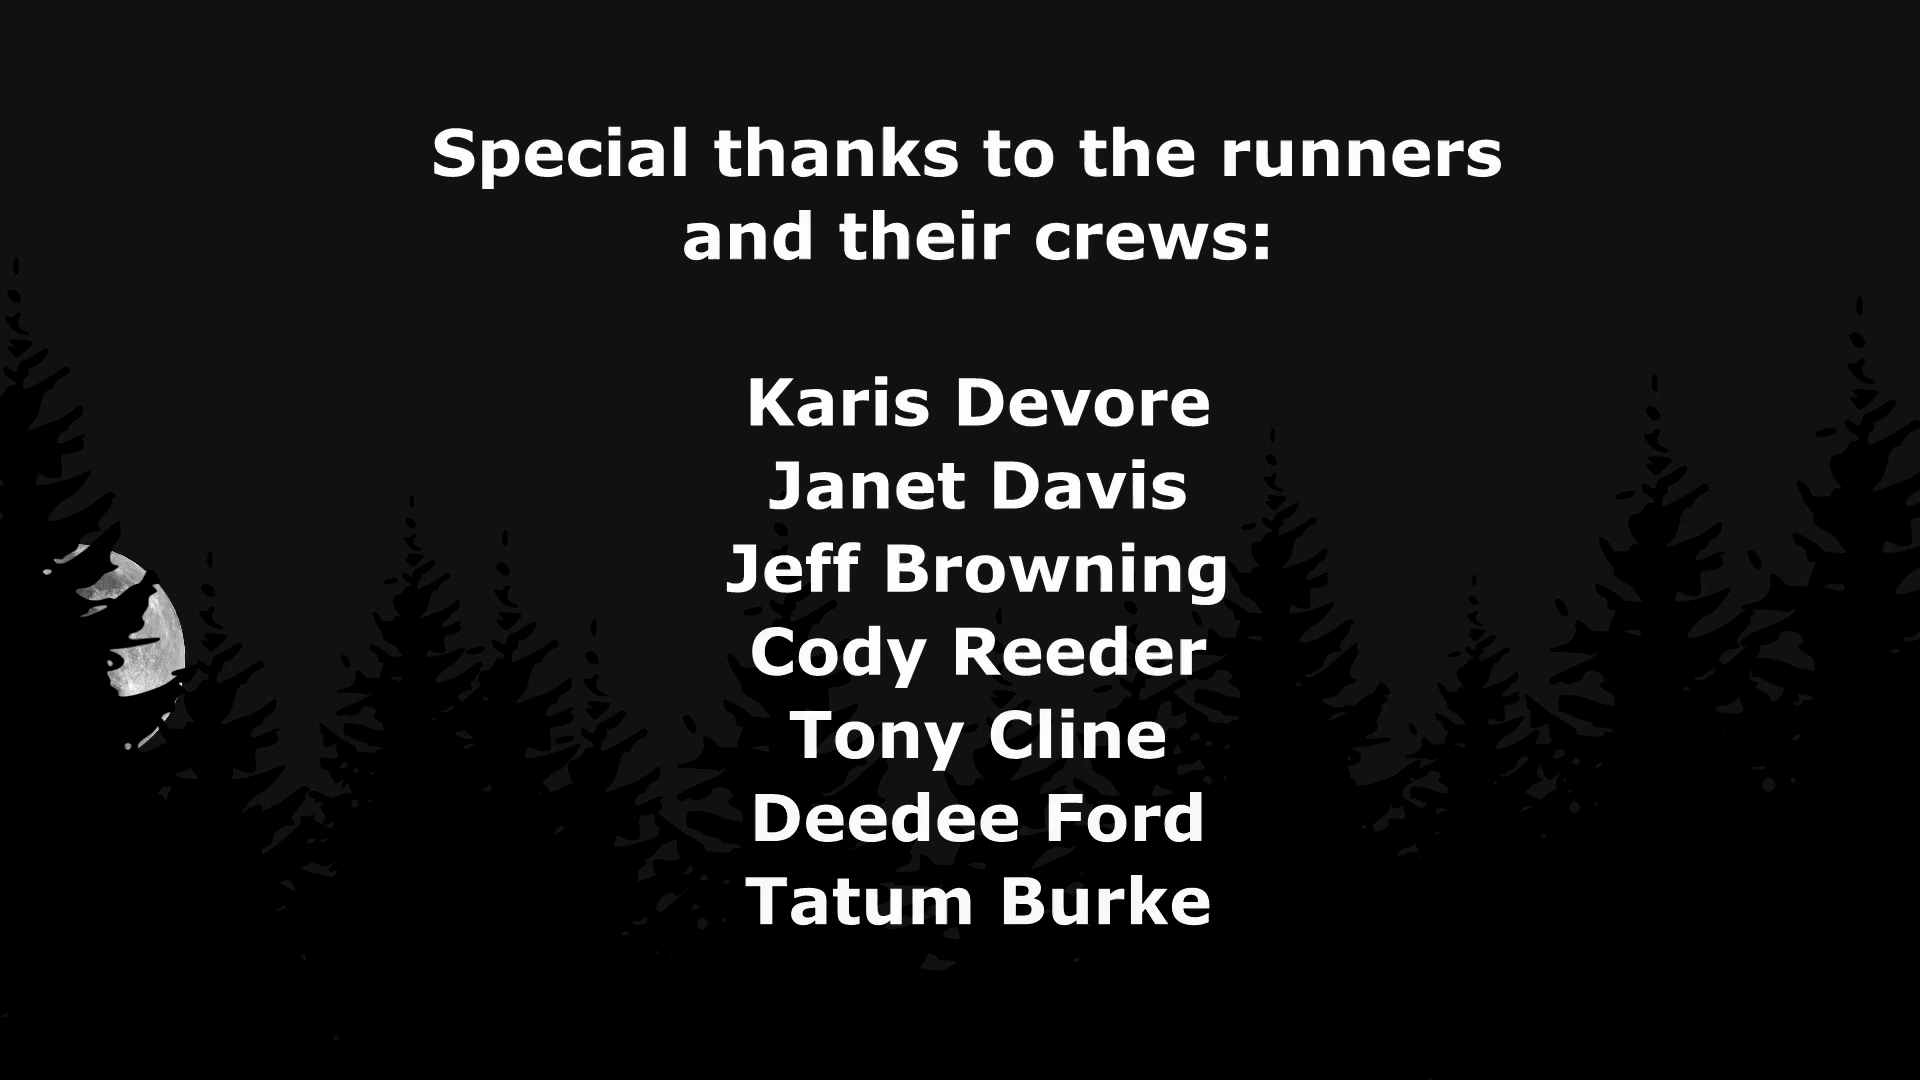 Special thanks to the runners
and their crews:
Karis Devore
Janet Davis
Jeff Browning
Cody Reeder
Tony Cline
Deedee Ford
Tatum Burke